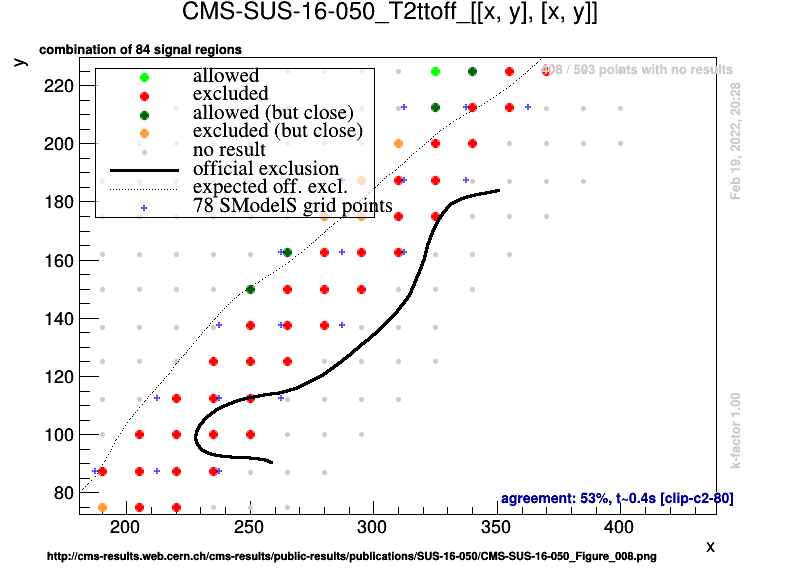 CMS-SUS-16-050_T2ttoff_[[x, y], [x, y]]
combination of 84 signal regions
y
408 / 593 points with no results
allowed
excluded
allowed (but close)
excluded (but close)
no result
official exclusion
expected off. excl.
78 SModelS grid points
Feb 19, 2022, 20:28
k-factor 1.00
220
200
180
160
140
120
100
80
agreement: 53%, t~0.4s [clip-c2-80]
200 250 300 350 400
x
http://cms-results.web.cern.ch/cms-results/public-results/publications/SUS-16-050/CMS-SUS-16-050_Figure_008.png